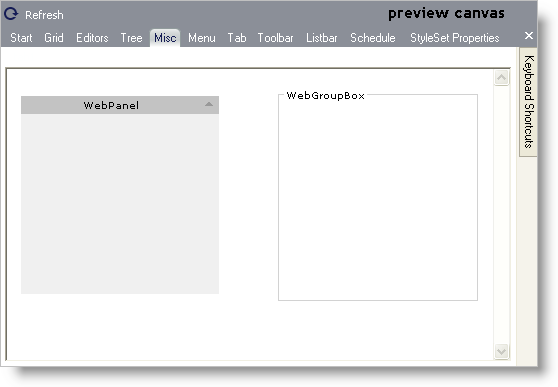 Refresh preview canvas
Start Grid Editors Tree Misc Menu Tab Toolbar Listbar Schedule StyleSet Properties
WebPanel WebGroupBox
Keyboard Shortcuts